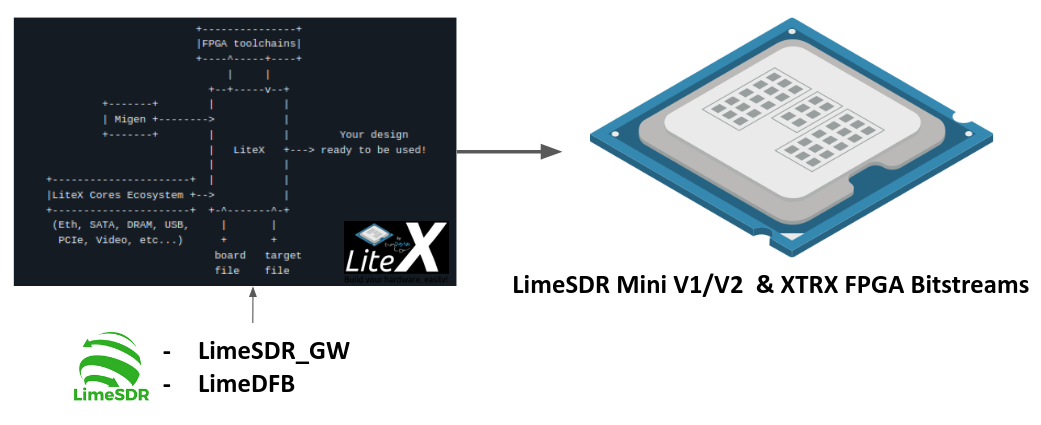 +---------------+
|FPGA toolchains|
+----^-----+----+
|     |
+--+-----v--+
+-------+        |           |
| Migen +-------->           |
+-------+        |           |        Your design
|   LiteX   +---> ready to be used!
|           |
+----------------------+  |           |
|LiteX Cores Ecosystem +-->           |
+----------------------+  +-^-------^-+
(Eth, SATA, DRAM, USB,     |       |
PCIe, Video, etc...)      +       +
board   target
file    file
LiteX
LimeSDR Mini V1/V2 & XTRX FPGA Bitstreams
LimeSDR
- LimeSDR_GW
- LimeDFB